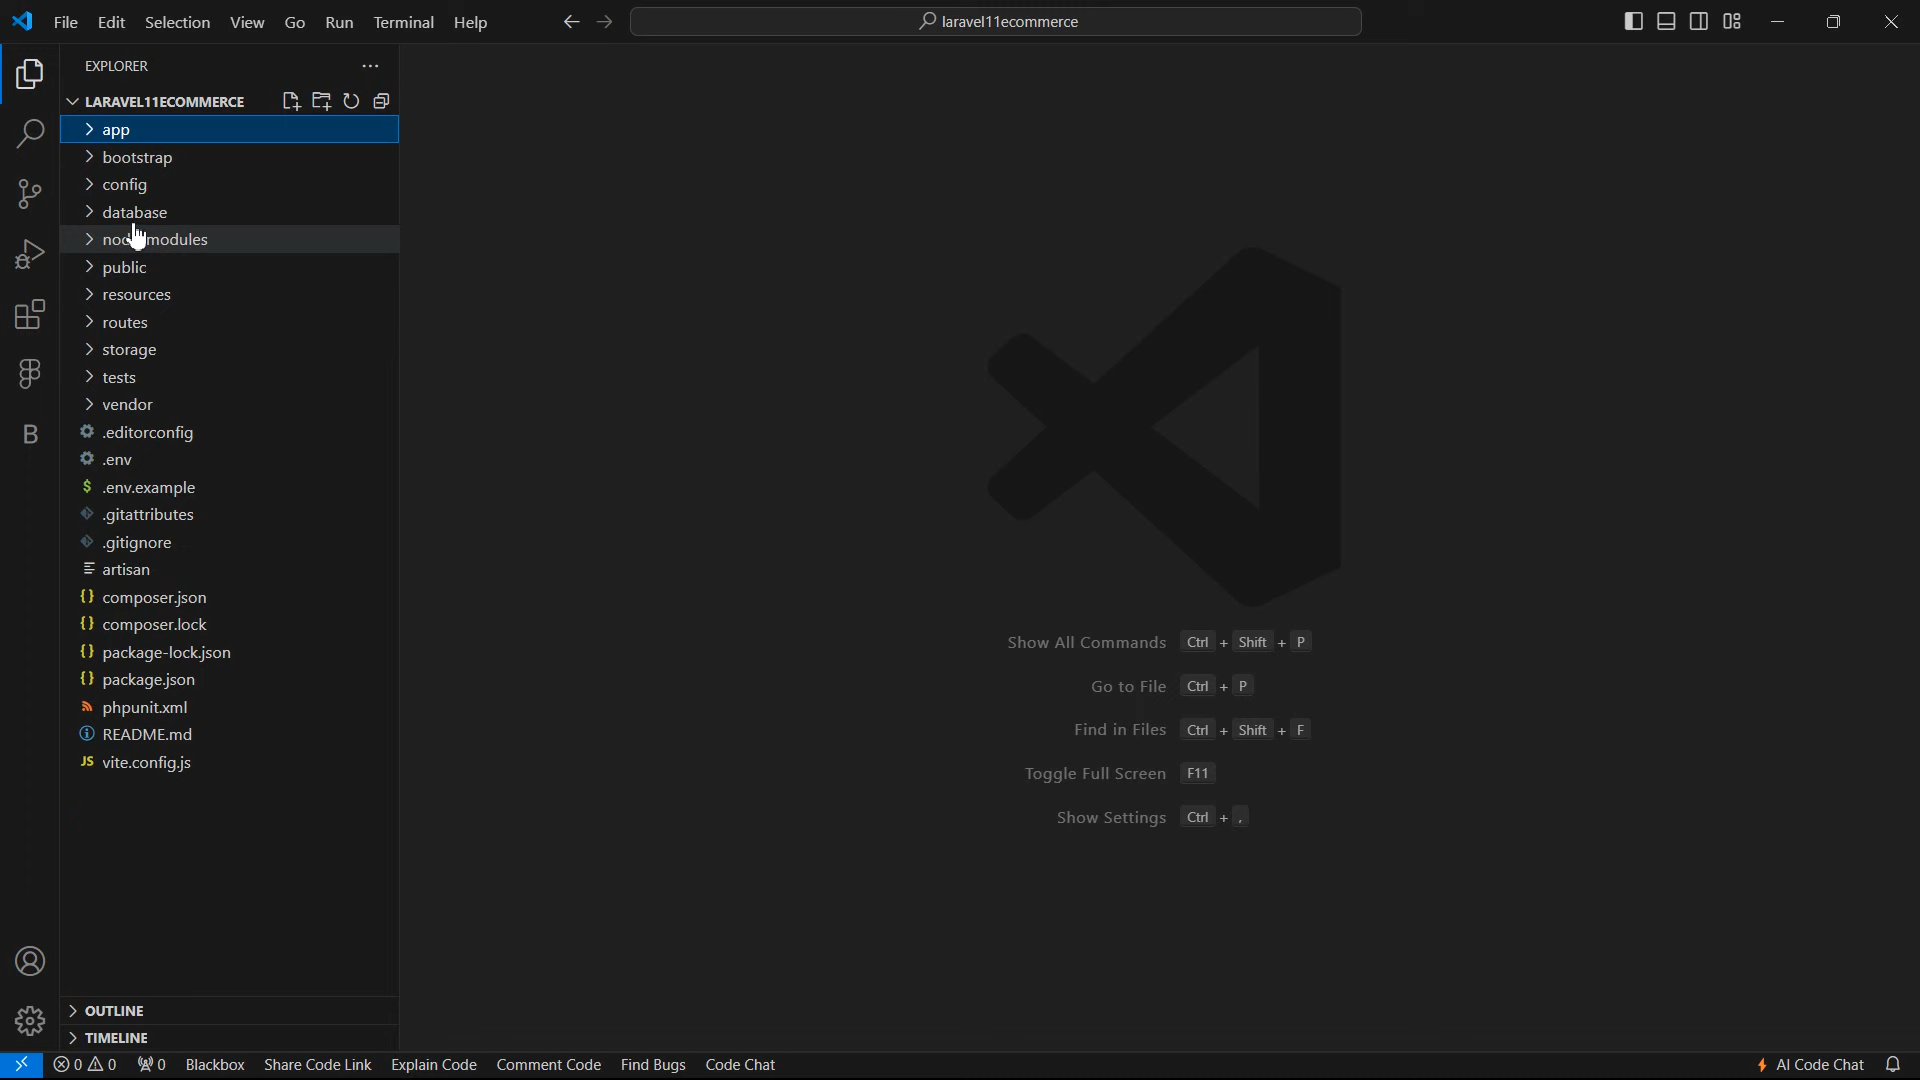 File Edit Selection View Go Run Terminal Help
laravel11ecommerce
EXPLORER
LARAVEL11ECOMMERCE
app
bootstrap
config
database
node_modules
public
resources
routes
storage
tests
vendor
.editorconfig
.env
$ .env.example
.gitattributes
.gitignore
artisan
{} composer.json
{} composer.lock
{} package-lock.json
{} package.json
phpunit.xml
README.md
JS vite.config.js
B
Show All Commands Ctrl + Shift + P
Go to File Ctrl + P
Find in Files Ctrl + Shift + F
Toggle Full Screen F11
Show Settings Ctrl + ,
OUTLINE
TIMELINE
0 0 0 Blackbox Share Code Link Explain Code Comment Code Find Bugs Code Chat AI Code Chat